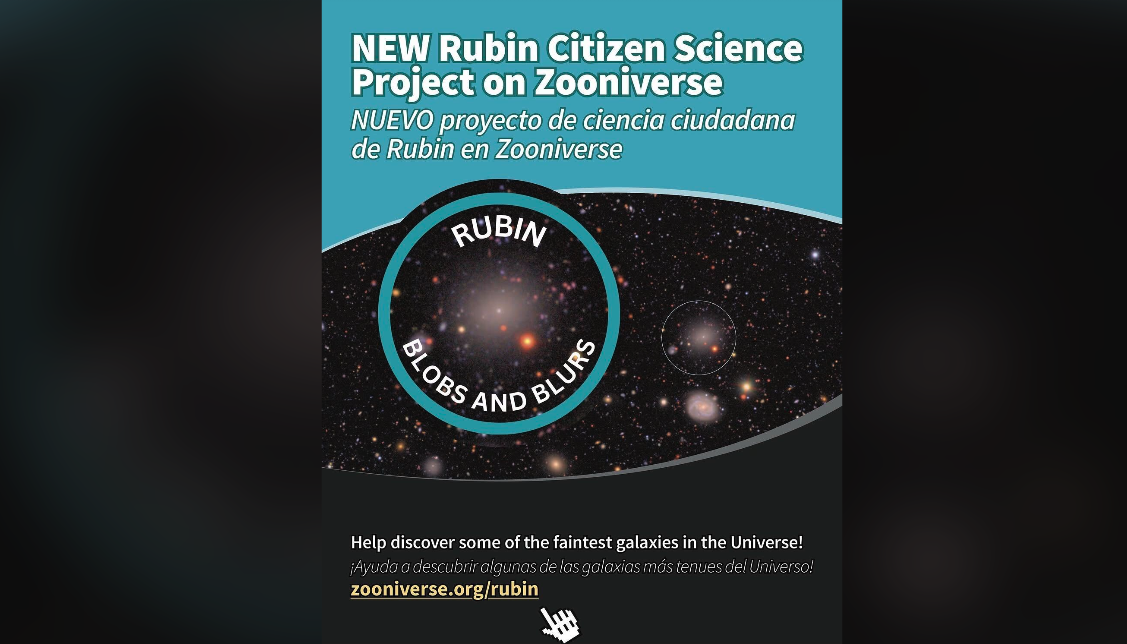 NEW Rubin Citizen Science
Project on Zooniverse
NUEVO proyecto de ciencia ciudadana
de Rubin en Zooniverse
RUBIN
BLOBS AND BLURS
Help discover some of the faintest galaxies in the Universe!
¡Ayuda a descubrir algunas de las galaxias más tenues del Universo!
zooniverse.org/rubin